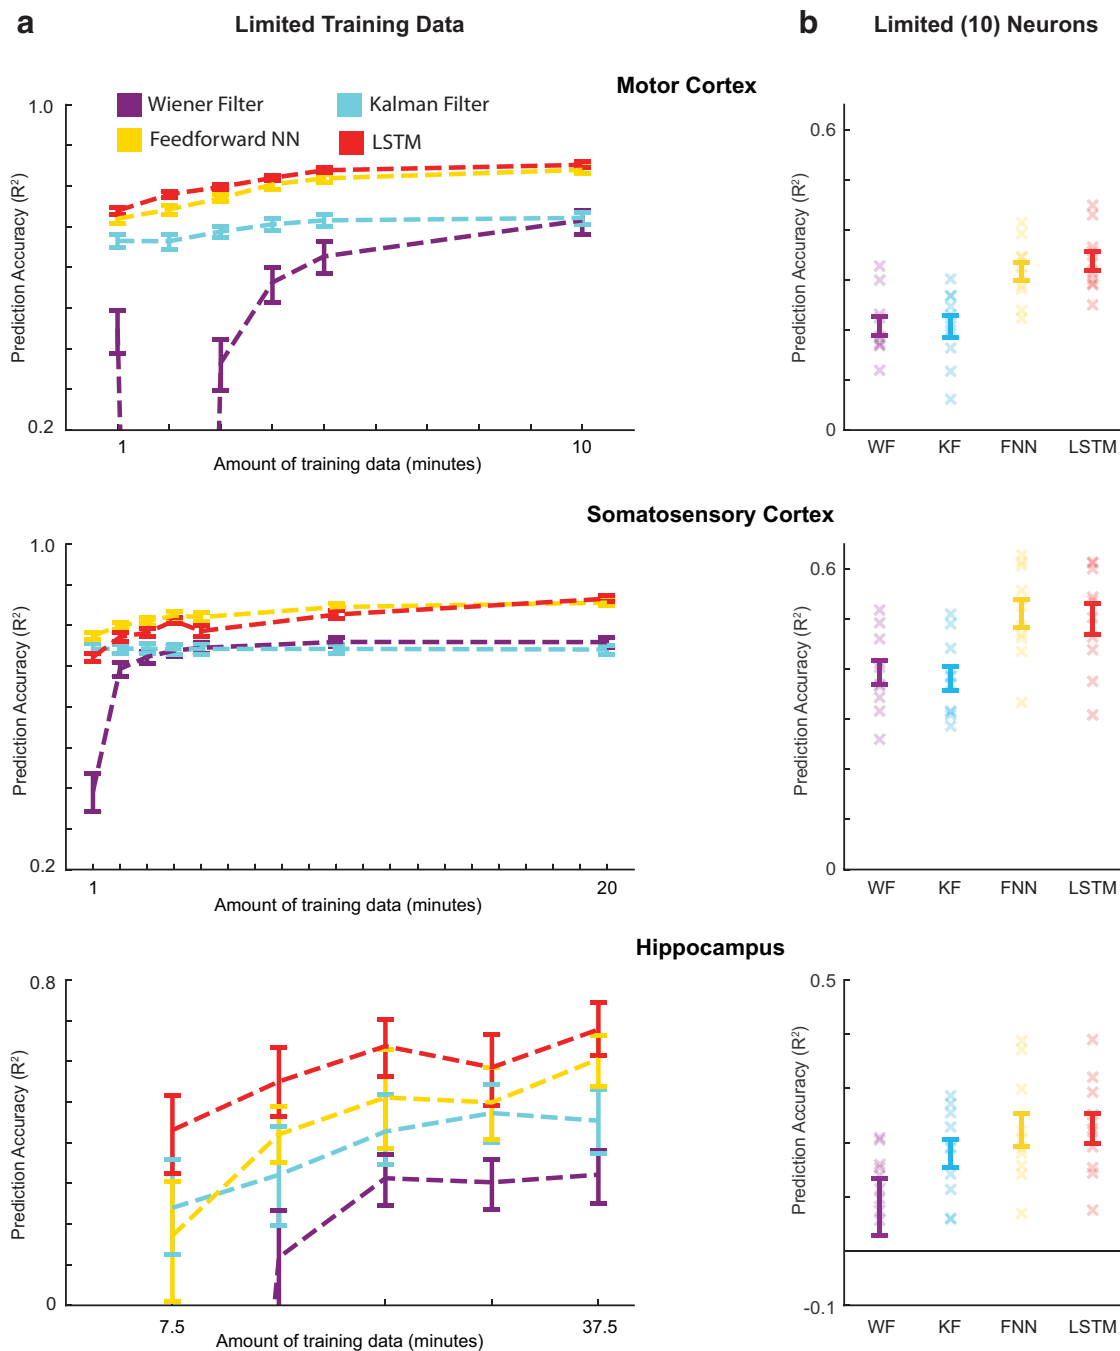 a Limited Training Data
b Limited (10) Neurons
Motor Cortex
Wiener Filter
Kalman Filter
Feedforward NN
LSTM
Prediction Accuracy (R²)
1.0
0.2
1
10
Amount of training data (minutes)
Prediction Accuracy (R²)
0.6
0
WF KF FNN LSTM
Somatosensory Cortex
Prediction Accuracy (R²)
1.0
0.2
1
20
Amount of training data (minutes)
Prediction Accuracy (R²)
0.6
0
WF KF FNN LSTM
Hippocampus
Prediction Accuracy (R²)
0.8
0
7.5
37.5
Amount of training data (minutes)
Prediction Accuracy (R²)
0.5
-0.1
WF KF FNN LSTM